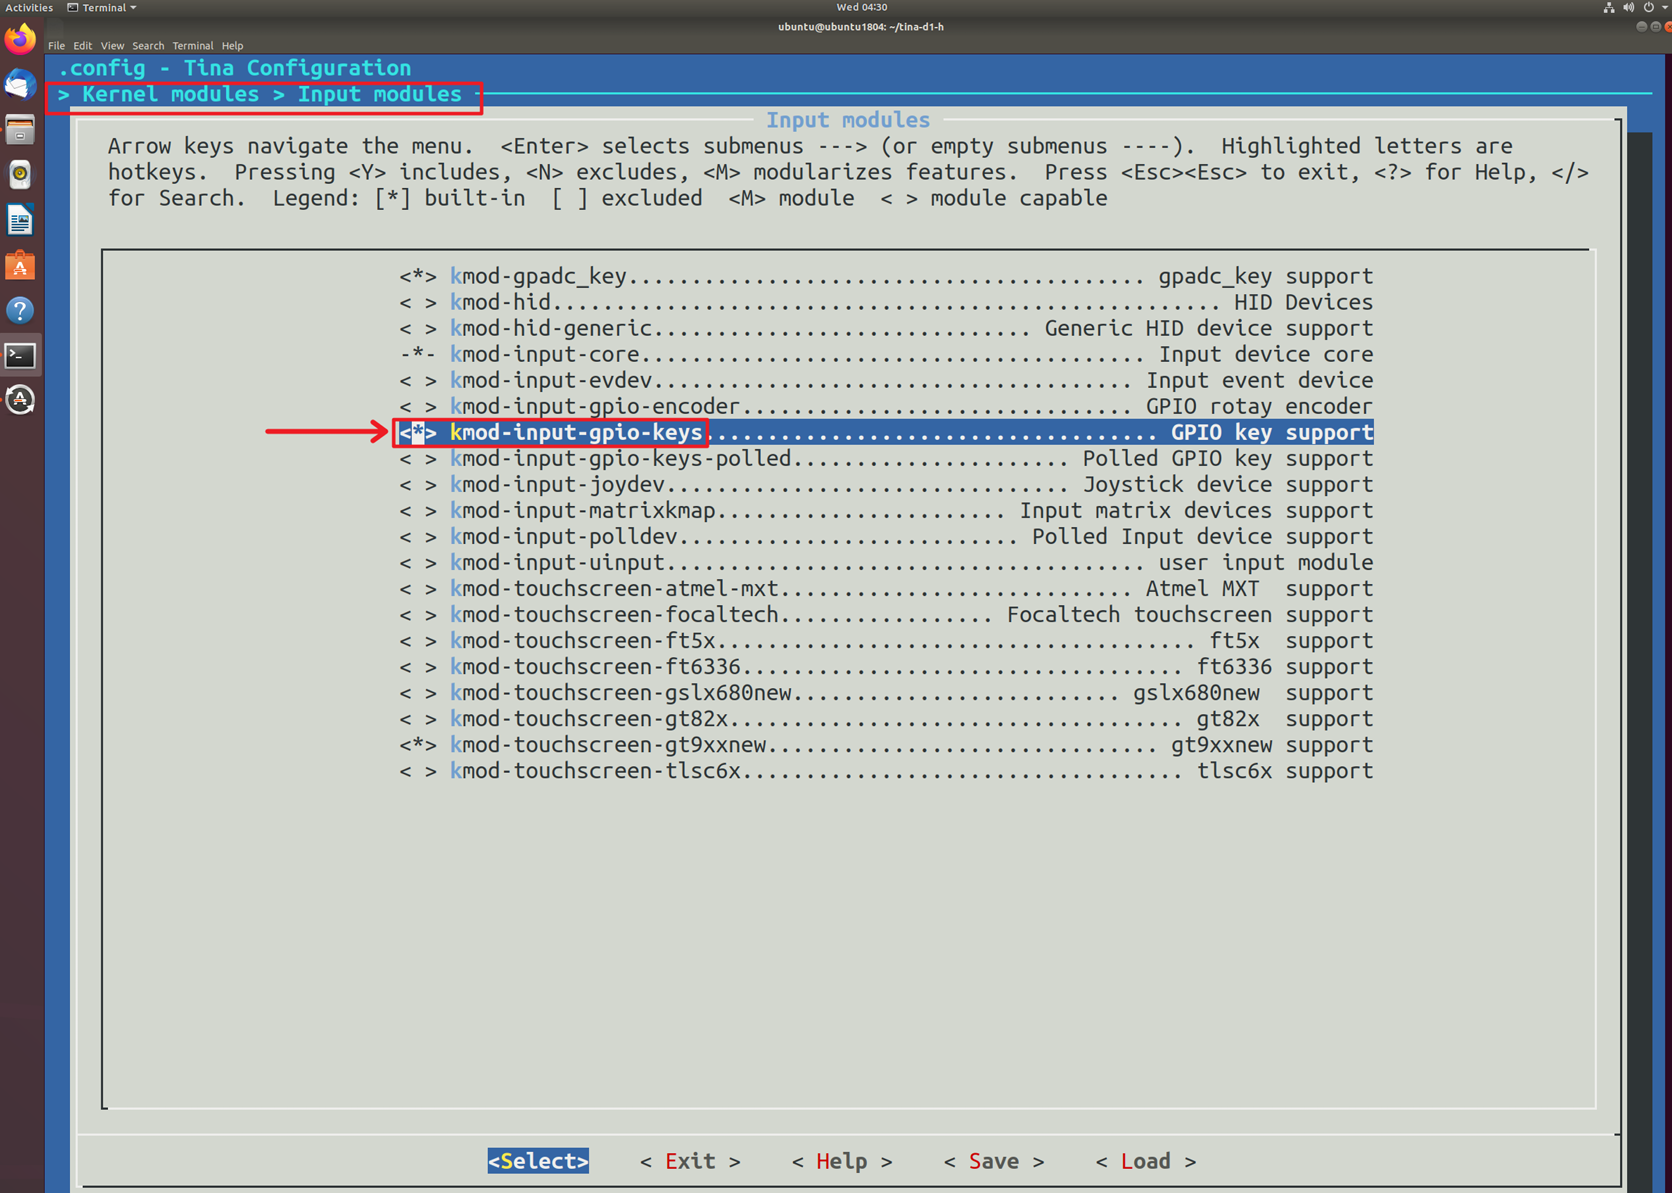 Activities Terminal Wed 04:30
ubuntu@ubuntu1804: ~/tina-d1-h
File Edit View Search Terminal Help
.config - Tina Configuration
> Kernel modules > Input modules
Input modules
Arrow keys navigate the menu.  <Enter> selects submenus ---> (or empty submenus ----).  Highlighted letters are
hotkeys.  Pressing <Y> includes, <N> excludes, <M> modularizes features.  Press <Esc><Esc> to exit, <?> for Help, </>
for Search.  Legend: [*] built-in  [ ] excluded  <M> module  < > module capable
<*> kmod-gpadc_key......................................... gpadc_key support
< > kmod-hid..................................................... HID Devices
< > kmod-hid-generic.............................. Generic HID device support
-*- kmod-input-core........................................ Input device core
< > kmod-input-evdev...................................... Input event device
< > kmod-input-gpio-encoder............................... GPIO rotay encoder
<*> kmod-input-gpio-keys.................................... GPIO key support
< > kmod-input-gpio-keys-polled...................... Polled GPIO key support
< > kmod-input-joydev................................ Joystick device support
< > kmod-input-matrixkmap....................... Input matrix devices support
< > kmod-input-polldev........................... Polled Input device support
< > kmod-input-uinput...................................... user input module
< > kmod-touchscreen-atmel-mxt............................ Atmel MXT  support
< > kmod-touchscreen-focaltech................. Focaltech touchscreen support
< > kmod-touchscreen-ft5x...................................... ft5x  support
< > kmod-touchscreen-ft6336................................... ft6336 support
< > kmod-touchscreen-gslx680new.......................... gslx680new  support
< > kmod-touchscreen-gt82x.................................... gt82x  support
<*> kmod-touchscreen-gt9xxnew............................... gt9xxnew support
< > kmod-touchscreen-tlsc6x................................... tlsc6x support
<Select> < Exit > < Help > < Save > < Load >